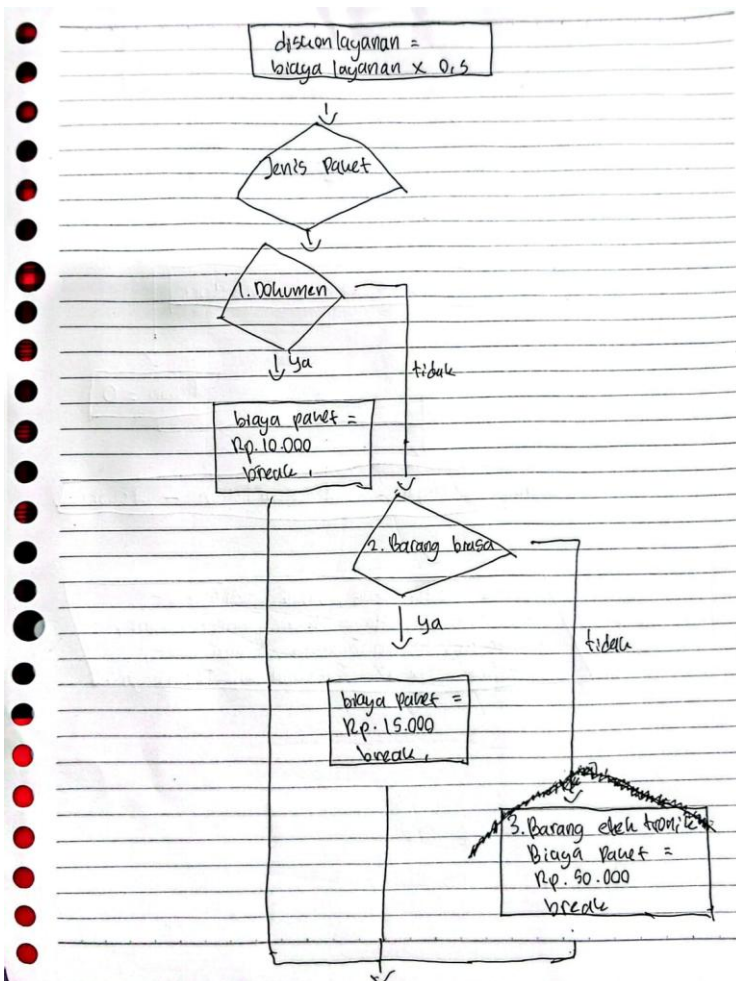 diskon layanan =
biaya layanan x 0,5
Jenis Paket
1. Dokumen
ya
tidak
biaya paket =
Rp. 10.000
break,
2. Barang biasa
ya
tidak
biaya paket =
Rp. 15.000
break,
3. Barang elektronik
Biaya Paket =
Rp. 50.000
break